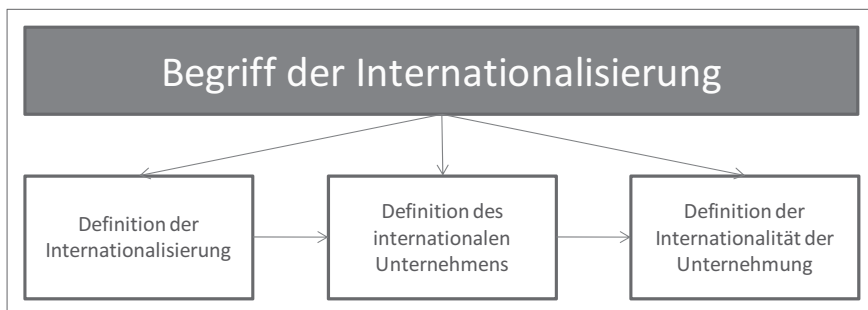 Begriff der Internationalisierung
Definition der
Internationalisierung
Definition des
internationalen
Unternehmens
Definition der
Internationalität der
Unternehmung